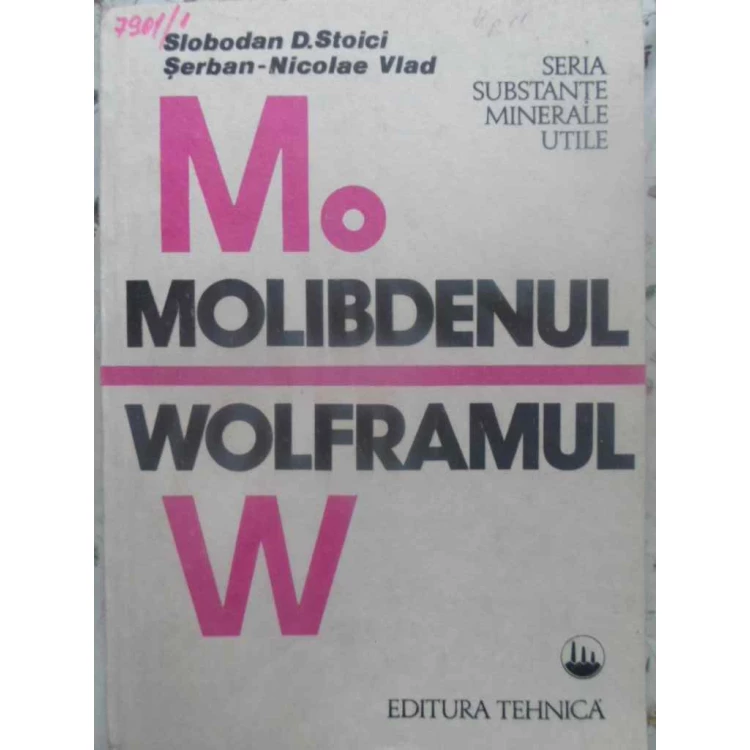 7901/1
Slobodan D.Stoici
Şerban-Nicolae Vlad
SERIA
SUBSTANŢE
MINERALE
UTILE
Mo
MOLIBDENUL
WOLFRAMUL
W
EDITURA TEHNICĂ